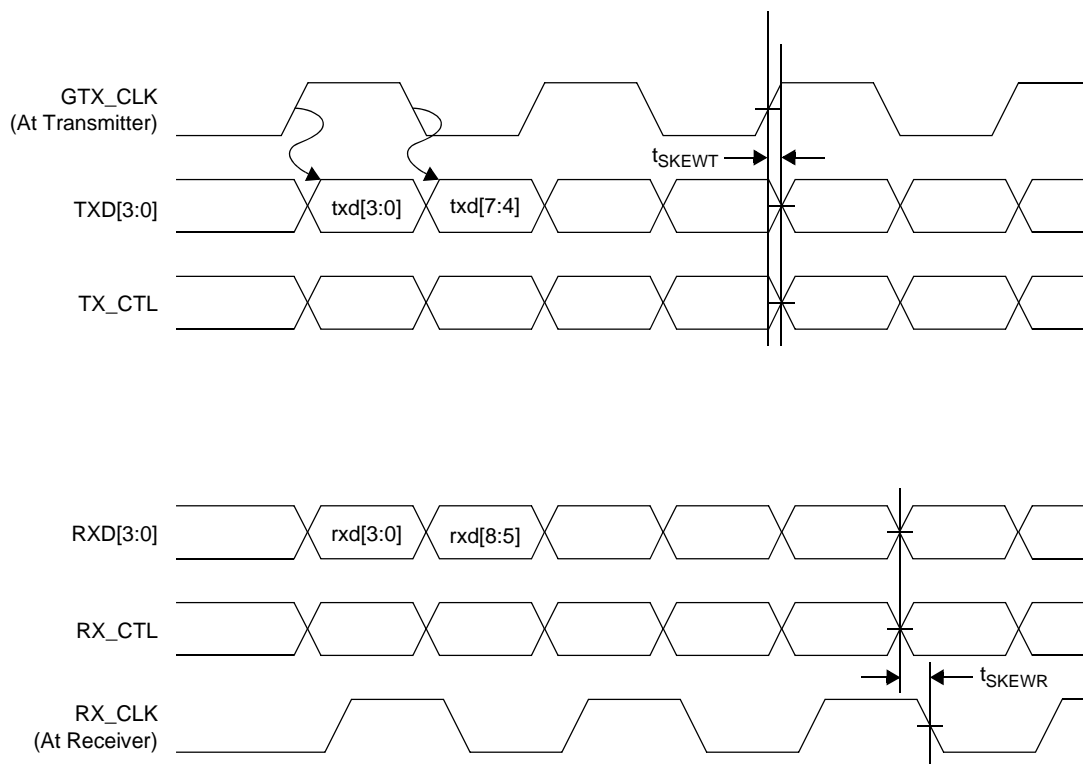 GTX_CLK
(At Transmitter)
tSKEWT
TXD[3:0]
txd[3:0]
txd[7:4]
TX_CTL
RXD[3:0]
rxd[3:0]
rxd[8:5]
RX_CTL
tSKEWR
RX_CLK
(At Receiver)